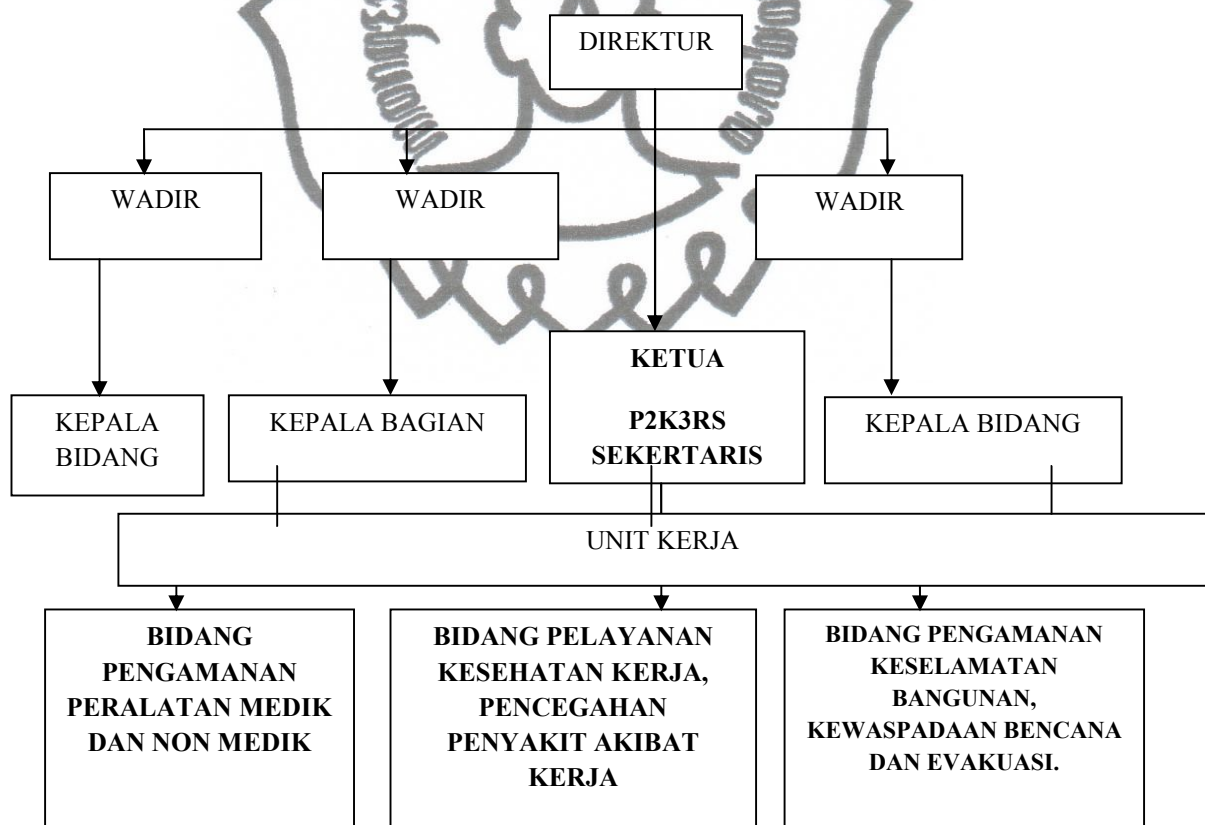 DIREKTUR
WADIR
WADIR
WADIR
KETUA
P2K3RS
SEKERTARIS
KEPALA
BIDANG
KEPALA BAGIAN
KEPALA BIDANG
UNIT KERJA
BIDANG
PENGAMANAN
PERALATAN MEDIK
DAN NON MEDIK
BIDANG PELAYANAN
KESEHATAN KERJA,
PENCEGAHAN
PENYAKIT AKIBAT
KERJA
BIDANG PENGAMANAN
KESELAMATAN
BANGUNAN,
KEWASPADAAN BENCANA
DAN EVAKUASI.